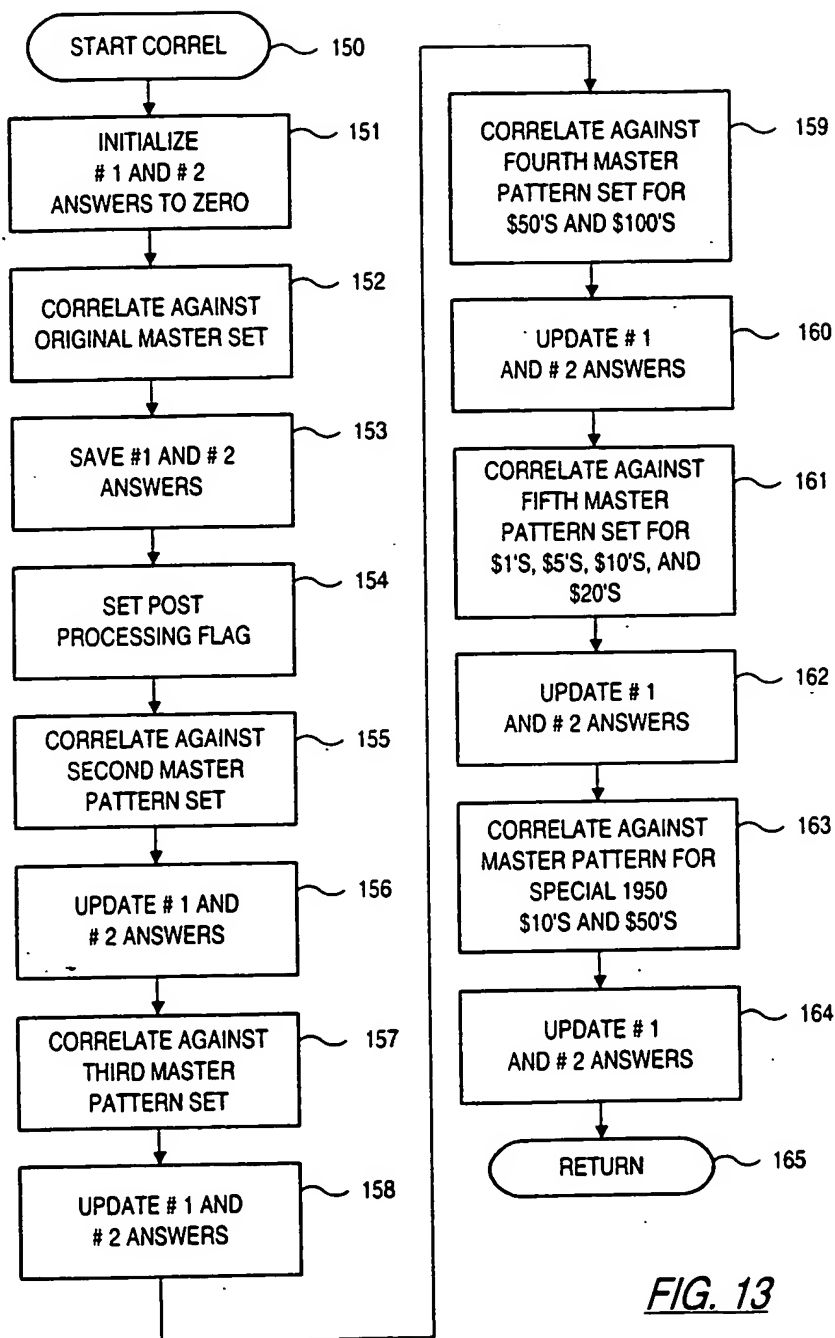 START CORREL
150
INITIALIZE
# 1 AND # 2
ANSWERS TO ZERO
151
CORRELATE AGAINST
ORIGINAL MASTER SET
152
SAVE #1 AND # 2
ANSWERS
153
SET POST
PROCESSING FLAG
154
CORRELATE AGAINST
SECOND MASTER
PATTERN SET
155
UPDATE # 1 AND
# 2 ANSWERS
156
CORRELATE AGAINST
THIRD MASTER
PATTERN SET
157
UPDATE # 1 AND
# 2 ANSWERS
158
CORRELATE AGAINST
FOURTH MASTER
PATTERN SET FOR
$50'S AND $100'S
159
UPDATE # 1
AND # 2 ANSWERS
160
CORRELATE AGAINST
FIFTH MASTER
PATTERN SET FOR
$1'S, $5'S, $10'S, AND
$20'S
161
UPDATE # 1
AND # 2 ANSWERS
162
CORRELATE AGAINST
MASTER PATTERN FOR
SPECIAL 1950
$10'S AND $50'S
163
UPDATE # 1
AND # 2 ANSWERS
164
RETURN
165
FIG. 13